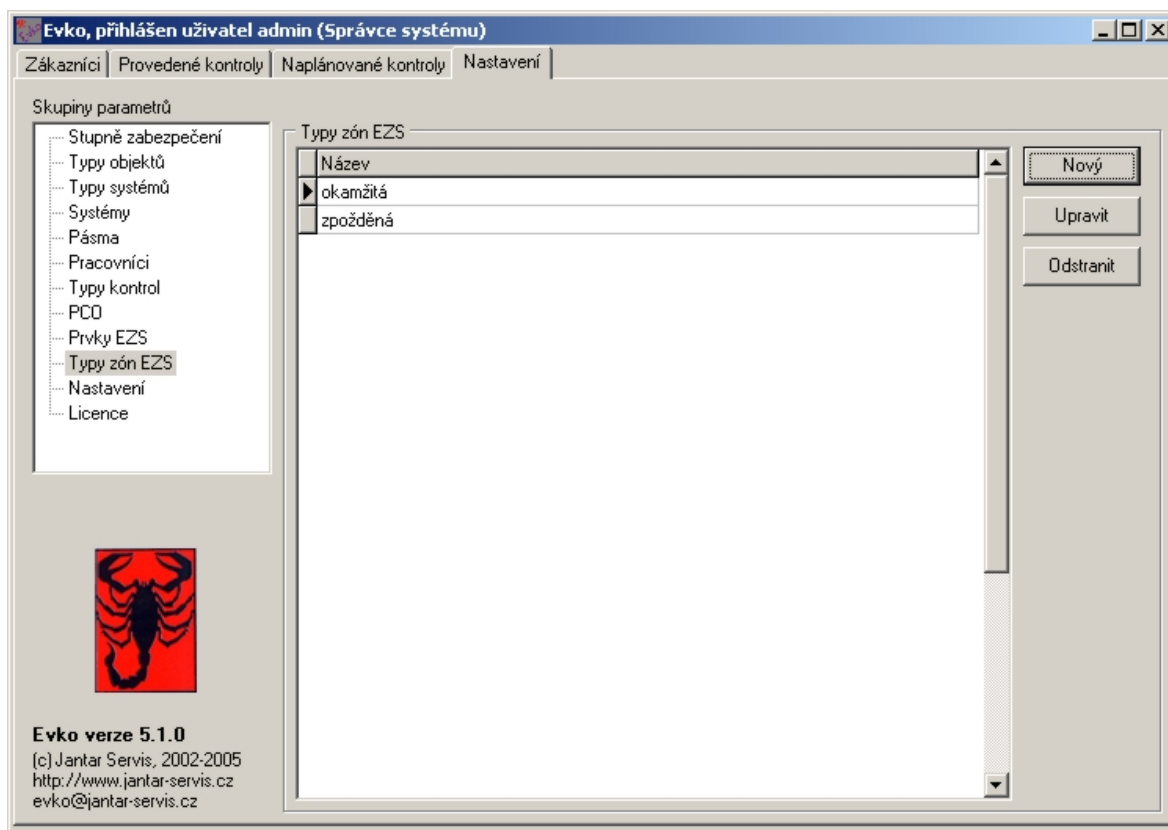 Evko, přihlášen uživatel admin (Správce systému)
Zákazníci Provedené kontroly Naplánované kontroly Nastavení
Skupiny parametrů
Stupně zabezpečení
Typy objektů
Typy systémů
Systémy
Pásma
Pracovníci
Typy kontrol
PCO
Prvky EZS
Typy zón EZS
Nastavení
Licence
Typy zón EZS
Název
okamžitá
zpožděná
Nový
Upravit
Odstranit
Evko verze 5.1.0
(c) Jantar Servis, 2002-2005
http://www.jantar-servis.cz
evko@jantar-servis.cz